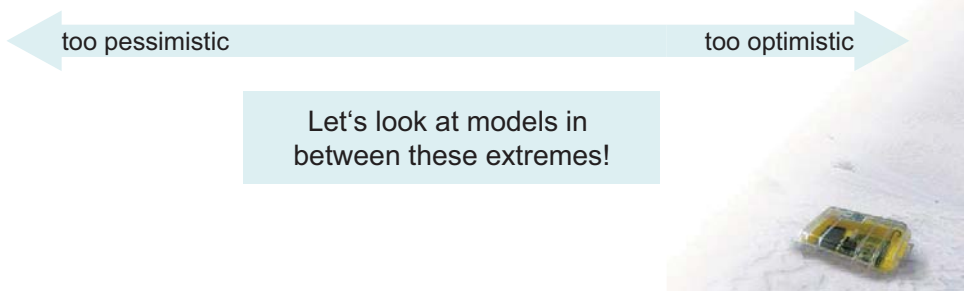 too pessimistic
too optimistic
Let‘s look at models in
between these extremes!